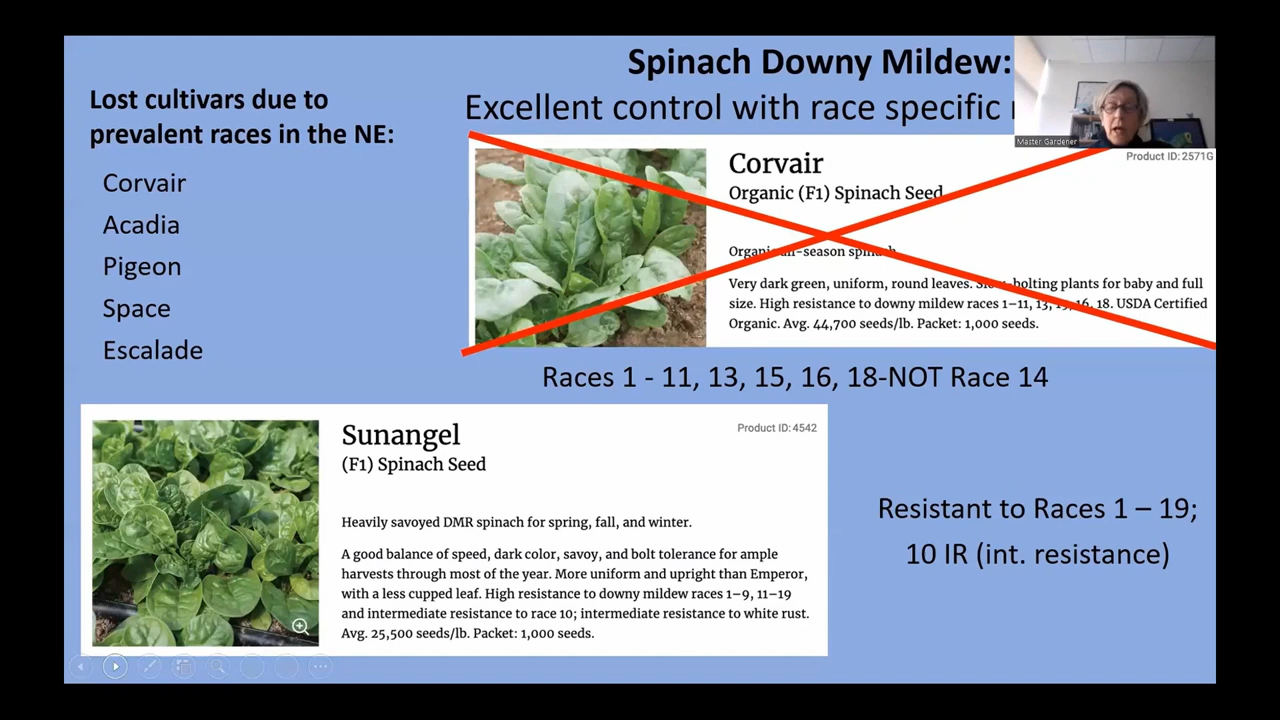 Spinach Downy Mildew:
Excellent control with race specific
Master Gardener
Lost cultivars due to
prevalent races in the NE:
Corvair
Acadia
Pigeon
Space
Escalade
Corvair
Product ID: 2571G
Organic (F1) Spinach Seed
Organic all-season spinach.
Very dark green, uniform, round leaves. Slow-bolting plants for baby and full
size. High resistance to downy mildew races 1–11, 13, 15, 16, 18. USDA Certified
Organic. Avg. 44,700 seeds/lb. Packet: 1,000 seeds.
Races 1 - 11, 13, 15, 16, 18-NOT Race 14
Sunangel
Product ID: 4542
(F1) Spinach Seed
Heavily savoyed DMR spinach for spring, fall, and winter.
A good balance of speed, dark color, savoy, and bolt tolerance for ample
harvests through most of the year. More uniform and upright than Emperor,
with a less cupped leaf. High resistance to downy mildew races 1–9, 11–19
and intermediate resistance to race 10; intermediate resistance to white rust.
Avg. 25,500 seeds/lb. Packet: 1,000 seeds.
Resistant to Races 1 – 19;
10 IR (int. resistance)